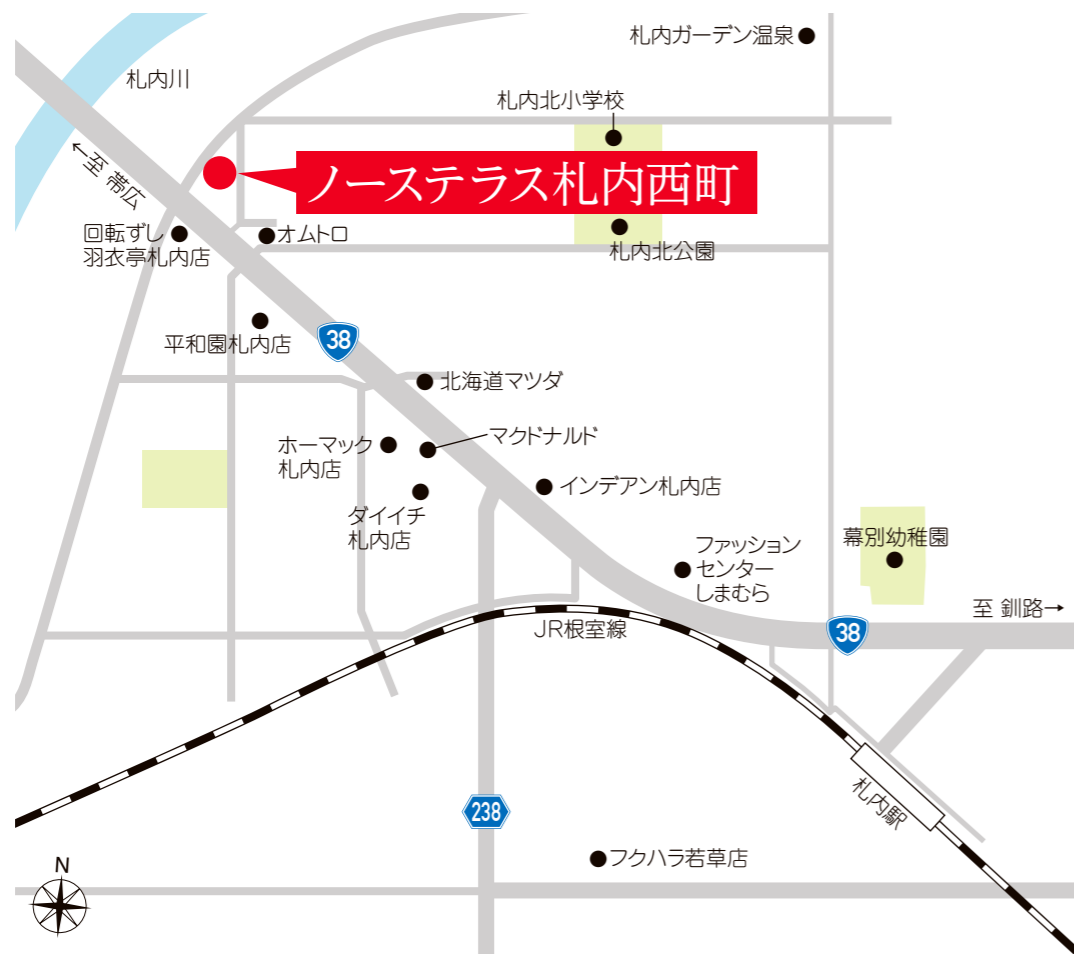 札内ガーデン温泉
札内川
札内北小学校
←至 帯広
ノーステラス札内西町
回転ずし
羽衣亭札内店
オムトロ
札内北公園
平和園札内店
38
北海道マツダ
ホーマック
札内店
マクドナルド
ダイイチ
札内店
インデアン札内店
ファッション
センター
しまむら
幕別幼稚園
至 釧路→
JR根室線
38
札内駅
238
フクハラ若草店
N